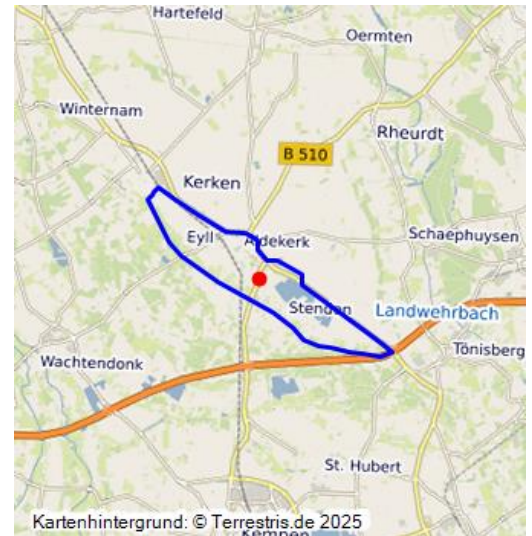 Hartefeld
Oermten
Winternam
Rheurdt
B 510
Kerken
Eyll
Aldekerk
Schaephuysen
Stenden
Landwehrbach
Wachtendonk
Tönisberg
St. Hubert
Kartenhintergrund: © Terrestris.de 2025
Kempen